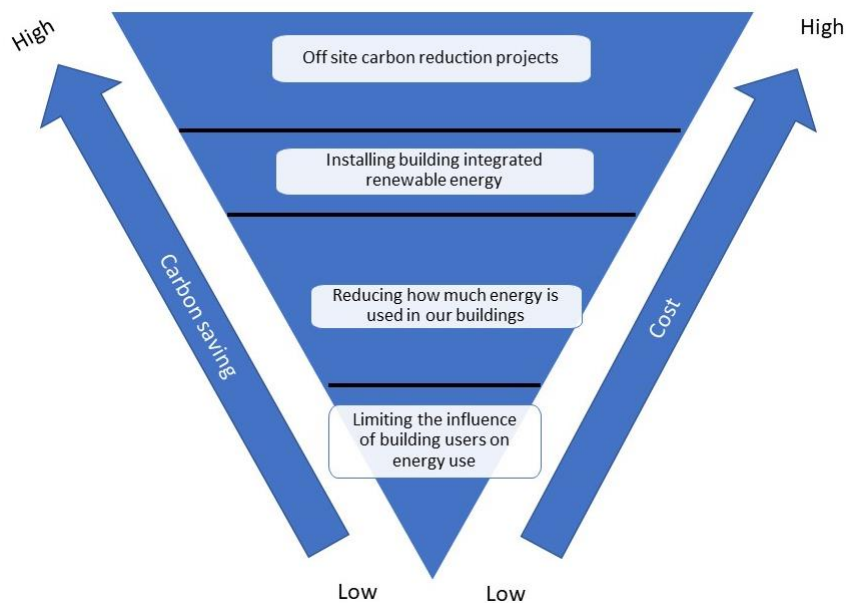 High
High
Off site carbon reduction projects
Installing building integrated
renewable energy
Reducing how much energy is
used in our buildings
Carbon saving
Cost
Limiting the influence
of building users on
energy use
Low
Low